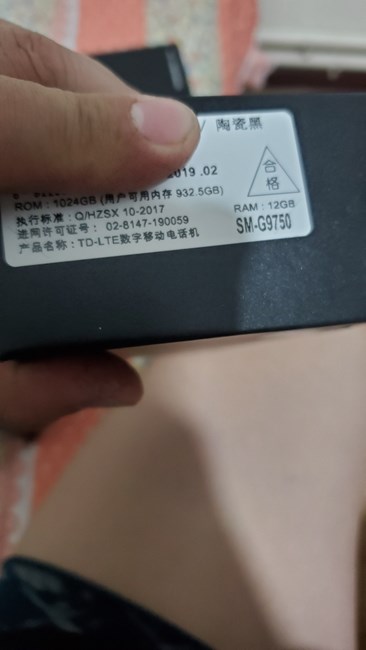 陶瓷黑
2019.02
合格
ROM : 1024GB (用户可用内存 932.5GB)
RAM : 12GB
执行标准 : Q/HZSX 10-2017
进网许可证号 : 02-8147-190059
SM-G9750
产品名称 : TD-LTE数字移动电话机